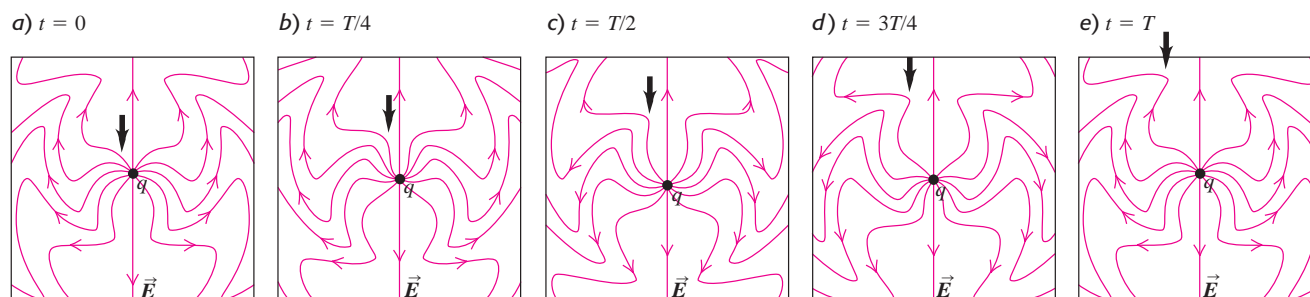 a) t = 0
b) t = T/4
c) t = T/2
d) t = 3T/4
e) t = T
q
q
q
q
q
E
E
E
E
E